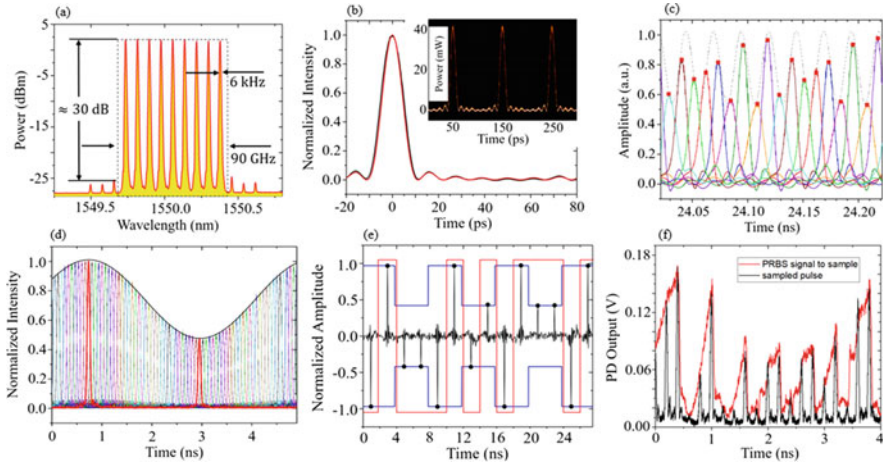 (a)
Power (dBm)
5
-5
-15
-25
≈ 30 dB
6 kHz
90 GHz
1549.5 1550.0 1550.5
Wavelength (nm)
(b)
Normalized Intensity
1.0
0.8
0.6
0.4
0.2
0.0
-20 0 20 40 60 80
Time (ps)
Power (mW)
40
20
0
50 150 250
Time (ps)
(c)
Amplitude (a.u.)
1.0
0.8
0.6
0.4
0.2
0.0
24.05 24.10 24.15 24.20
Time (ns)
(d)
Normalized Intensity
1.0
0.8
0.6
0.4
0.2
0.0
0 2 4
Time (ns)
(e)
Normalized Amplitude
1.0
0.5
0.0
-0.5
-1.0
0 4 8 12 16 20 24
Time (ns)
(f)
PD Output (V)
0.18
0.12
0.06
0.00
PRBS signal to sample
sampled pulse
0 1 2 3 4
Time (ns)